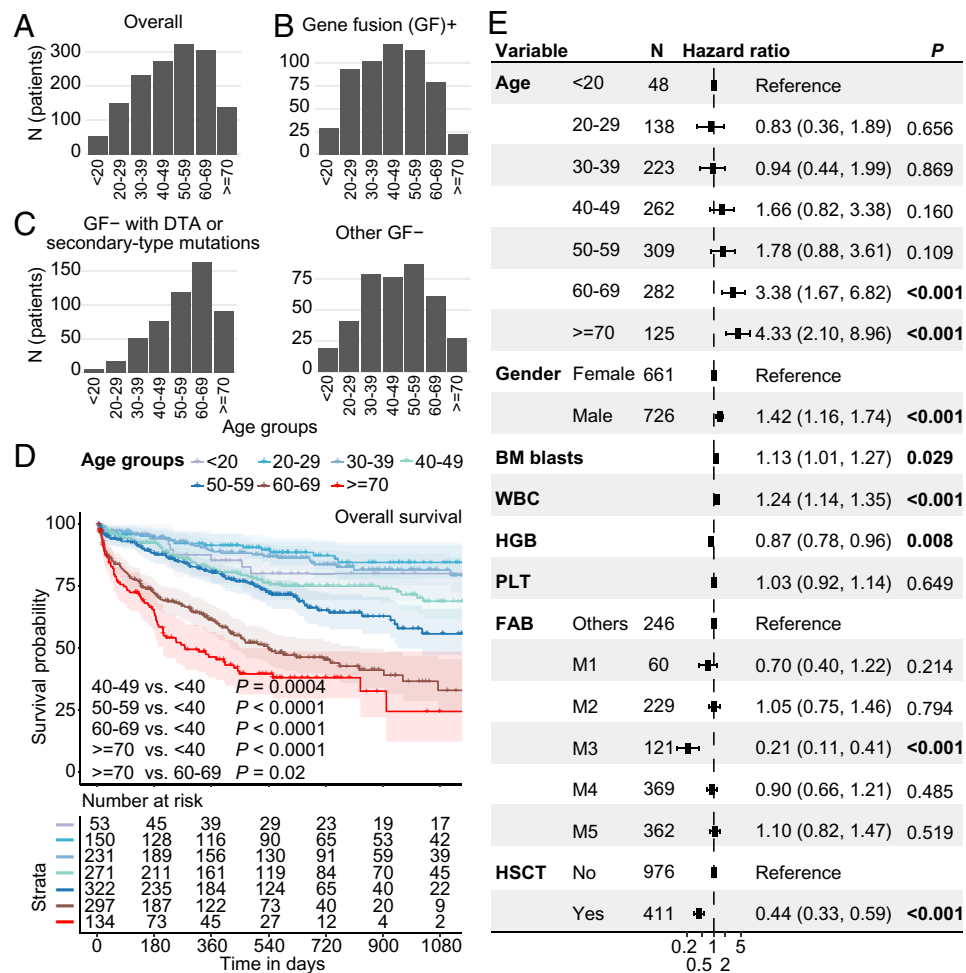 A
Overall
N (patients)
300
200
100
0
<20
20-29
30-39
40-49
50-59
60-69
>=70
B
Gene fusion (GF)+
100
75
50
25
0
<20
20-29
30-39
40-49
50-59
60-69
>=70
C
GF− with DTA or
secondary-type mutations
N (patients)
150
100
50
0
<20
20-29
30-39
40-49
50-59
60-69
>=70
Other GF−
75
50
25
0
<20
20-29
30-39
40-49
50-59
60-69
>=70
Age groups
D
Age groups <20 20-29 30-39 40-49
50-59 60-69 >=70
Overall survival
Survival probability
100
75
50
25
0
40-49 vs. <40 P = 0.0004
50-59 vs. <40 P < 0.0001
60-69 vs. <40 P < 0.0001
>=70 vs. <40 P < 0.0001
>=70 vs. 60-69 P = 0.02
Number at risk
Strata
53 45 39 29 23 19 17
150 128 116 90 65 53 42
231 189 156 130 91 59 39
271 211 161 119 84 70 45
322 235 184 124 65 40 22
297 187 122 73 40 20 9
134 73 45 27 12 4 2
0 180 360 540 720 900 1080
Time in days
E
Variable N Hazard ratio P
Age <20 48 Reference
20-29 138 0.83 (0.36, 1.89) 0.656
30-39 223 0.94 (0.44, 1.99) 0.869
40-49 262 1.66 (0.82, 3.38) 0.160
50-59 309 1.78 (0.88, 3.61) 0.109
60-69 282 3.38 (1.67, 6.82) <0.001
>=70 125 4.33 (2.10, 8.96) <0.001
Gender Female 661 Reference
Male 726 1.42 (1.16, 1.74) <0.001
BM blasts 1.13 (1.01, 1.27) 0.029
WBC 1.24 (1.14, 1.35) <0.001
HGB 0.87 (0.78, 0.96) 0.008
PLT 1.03 (0.92, 1.14) 0.649
FAB Others 246 Reference
M1 60 0.70 (0.40, 1.22) 0.214
M2 229 1.05 (0.75, 1.46) 0.794
M3 121 0.21 (0.11, 0.41) <0.001
M4 369 0.90 (0.66, 1.21) 0.485
M5 362 1.10 (0.82, 1.47) 0.519
HSCT No 976 Reference
Yes 411 0.44 (0.33, 0.59) <0.001
0.2 1 5
0.5 2